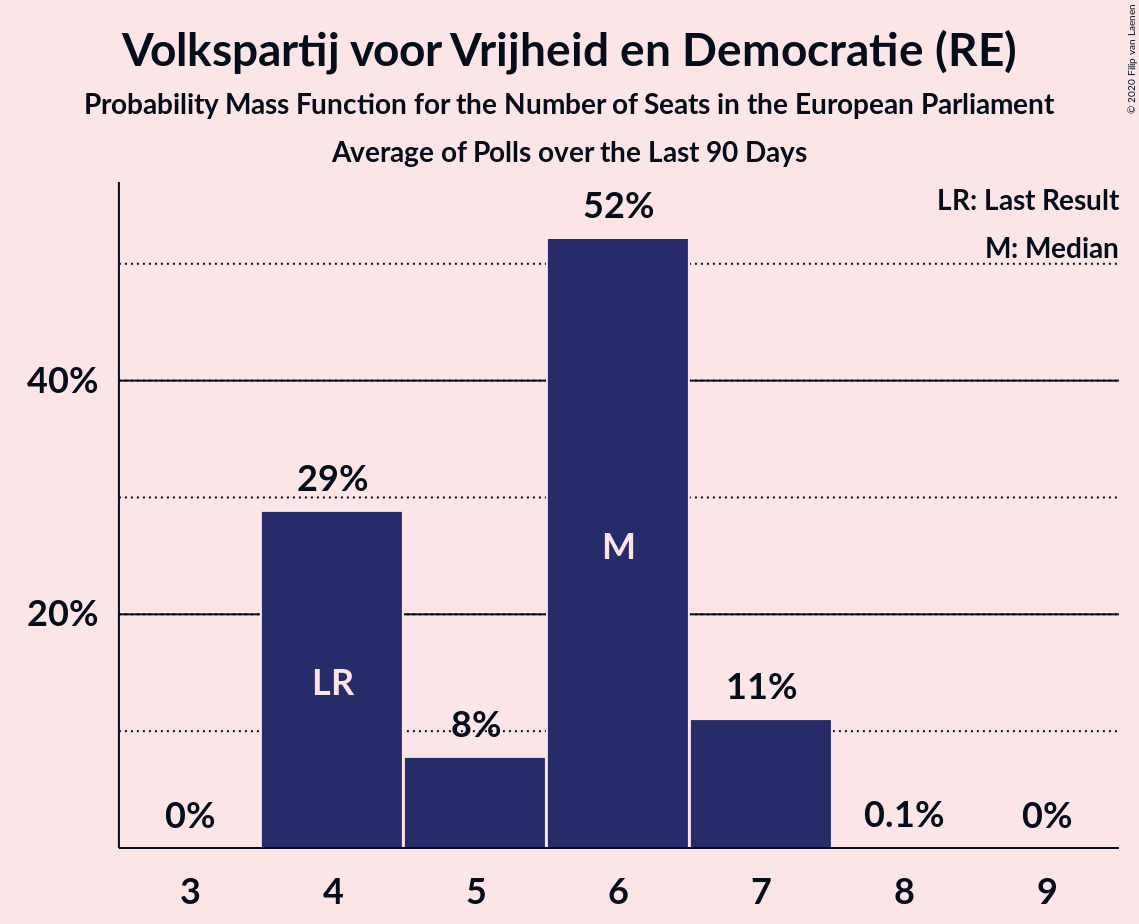 Volkspartij voor Vrijheid en Democratie (RE)
Probability Mass Function for the Number of Seats in the European Parliament
Average of Polls over the Last 90 Days
© 2020 Filip van Laenen
LR: Last Result
M: Median
52%
40%
29%
M
20%
LR
11%
8%
0%
0.1%
0%
3 4 5 6 7 8 9